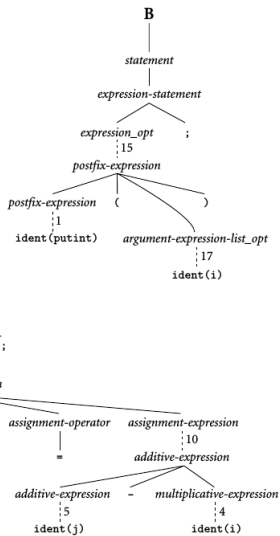 B
statement
expression-statement
expression_opt ;
15
postfix-expression
postfix-expression ( )
1
ident(putint) argument-expression-list_opt
17
ident(i)
;
n
assignment-operator assignment-expression
10
= additive-expression
additive-expression - multiplicative-expression
5 4
ident(j) ident(i)